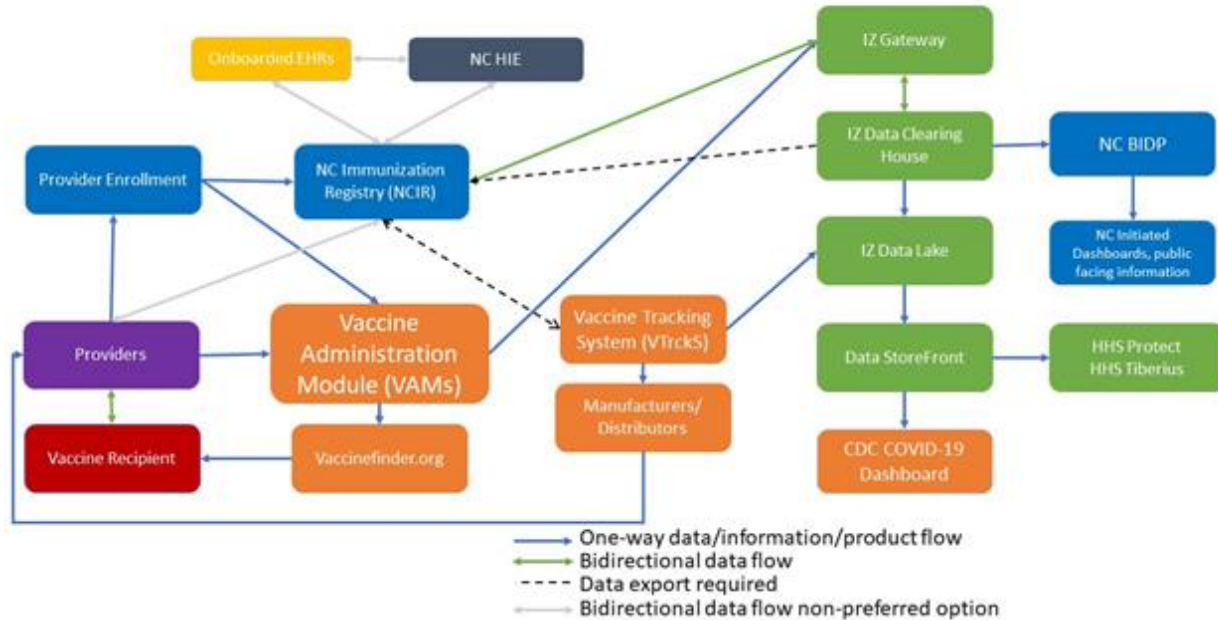 Onboarded EHRs
NC HIE
IZ Gateway
Provider Enrollment
NC Immunization
Registry (NCIR)
IZ Data Clearing
House
NC BIDP
IZ Data Lake
NC Initiated
Dashboards, public
facing information
Providers
Vaccine
Administration
Module (VAMs)
Vaccine Tracking
System (VTrckS)
Data StoreFront
HHS Protect
HHS Tiberius
Manufacturers/
Distributors
Vaccine Recipient
Vaccinefinder.org
CDC COVID-19
Dashboard
One-way data/information/product flow
Bidirectional data flow
Data export required
Bidirectional data flow non-preferred option